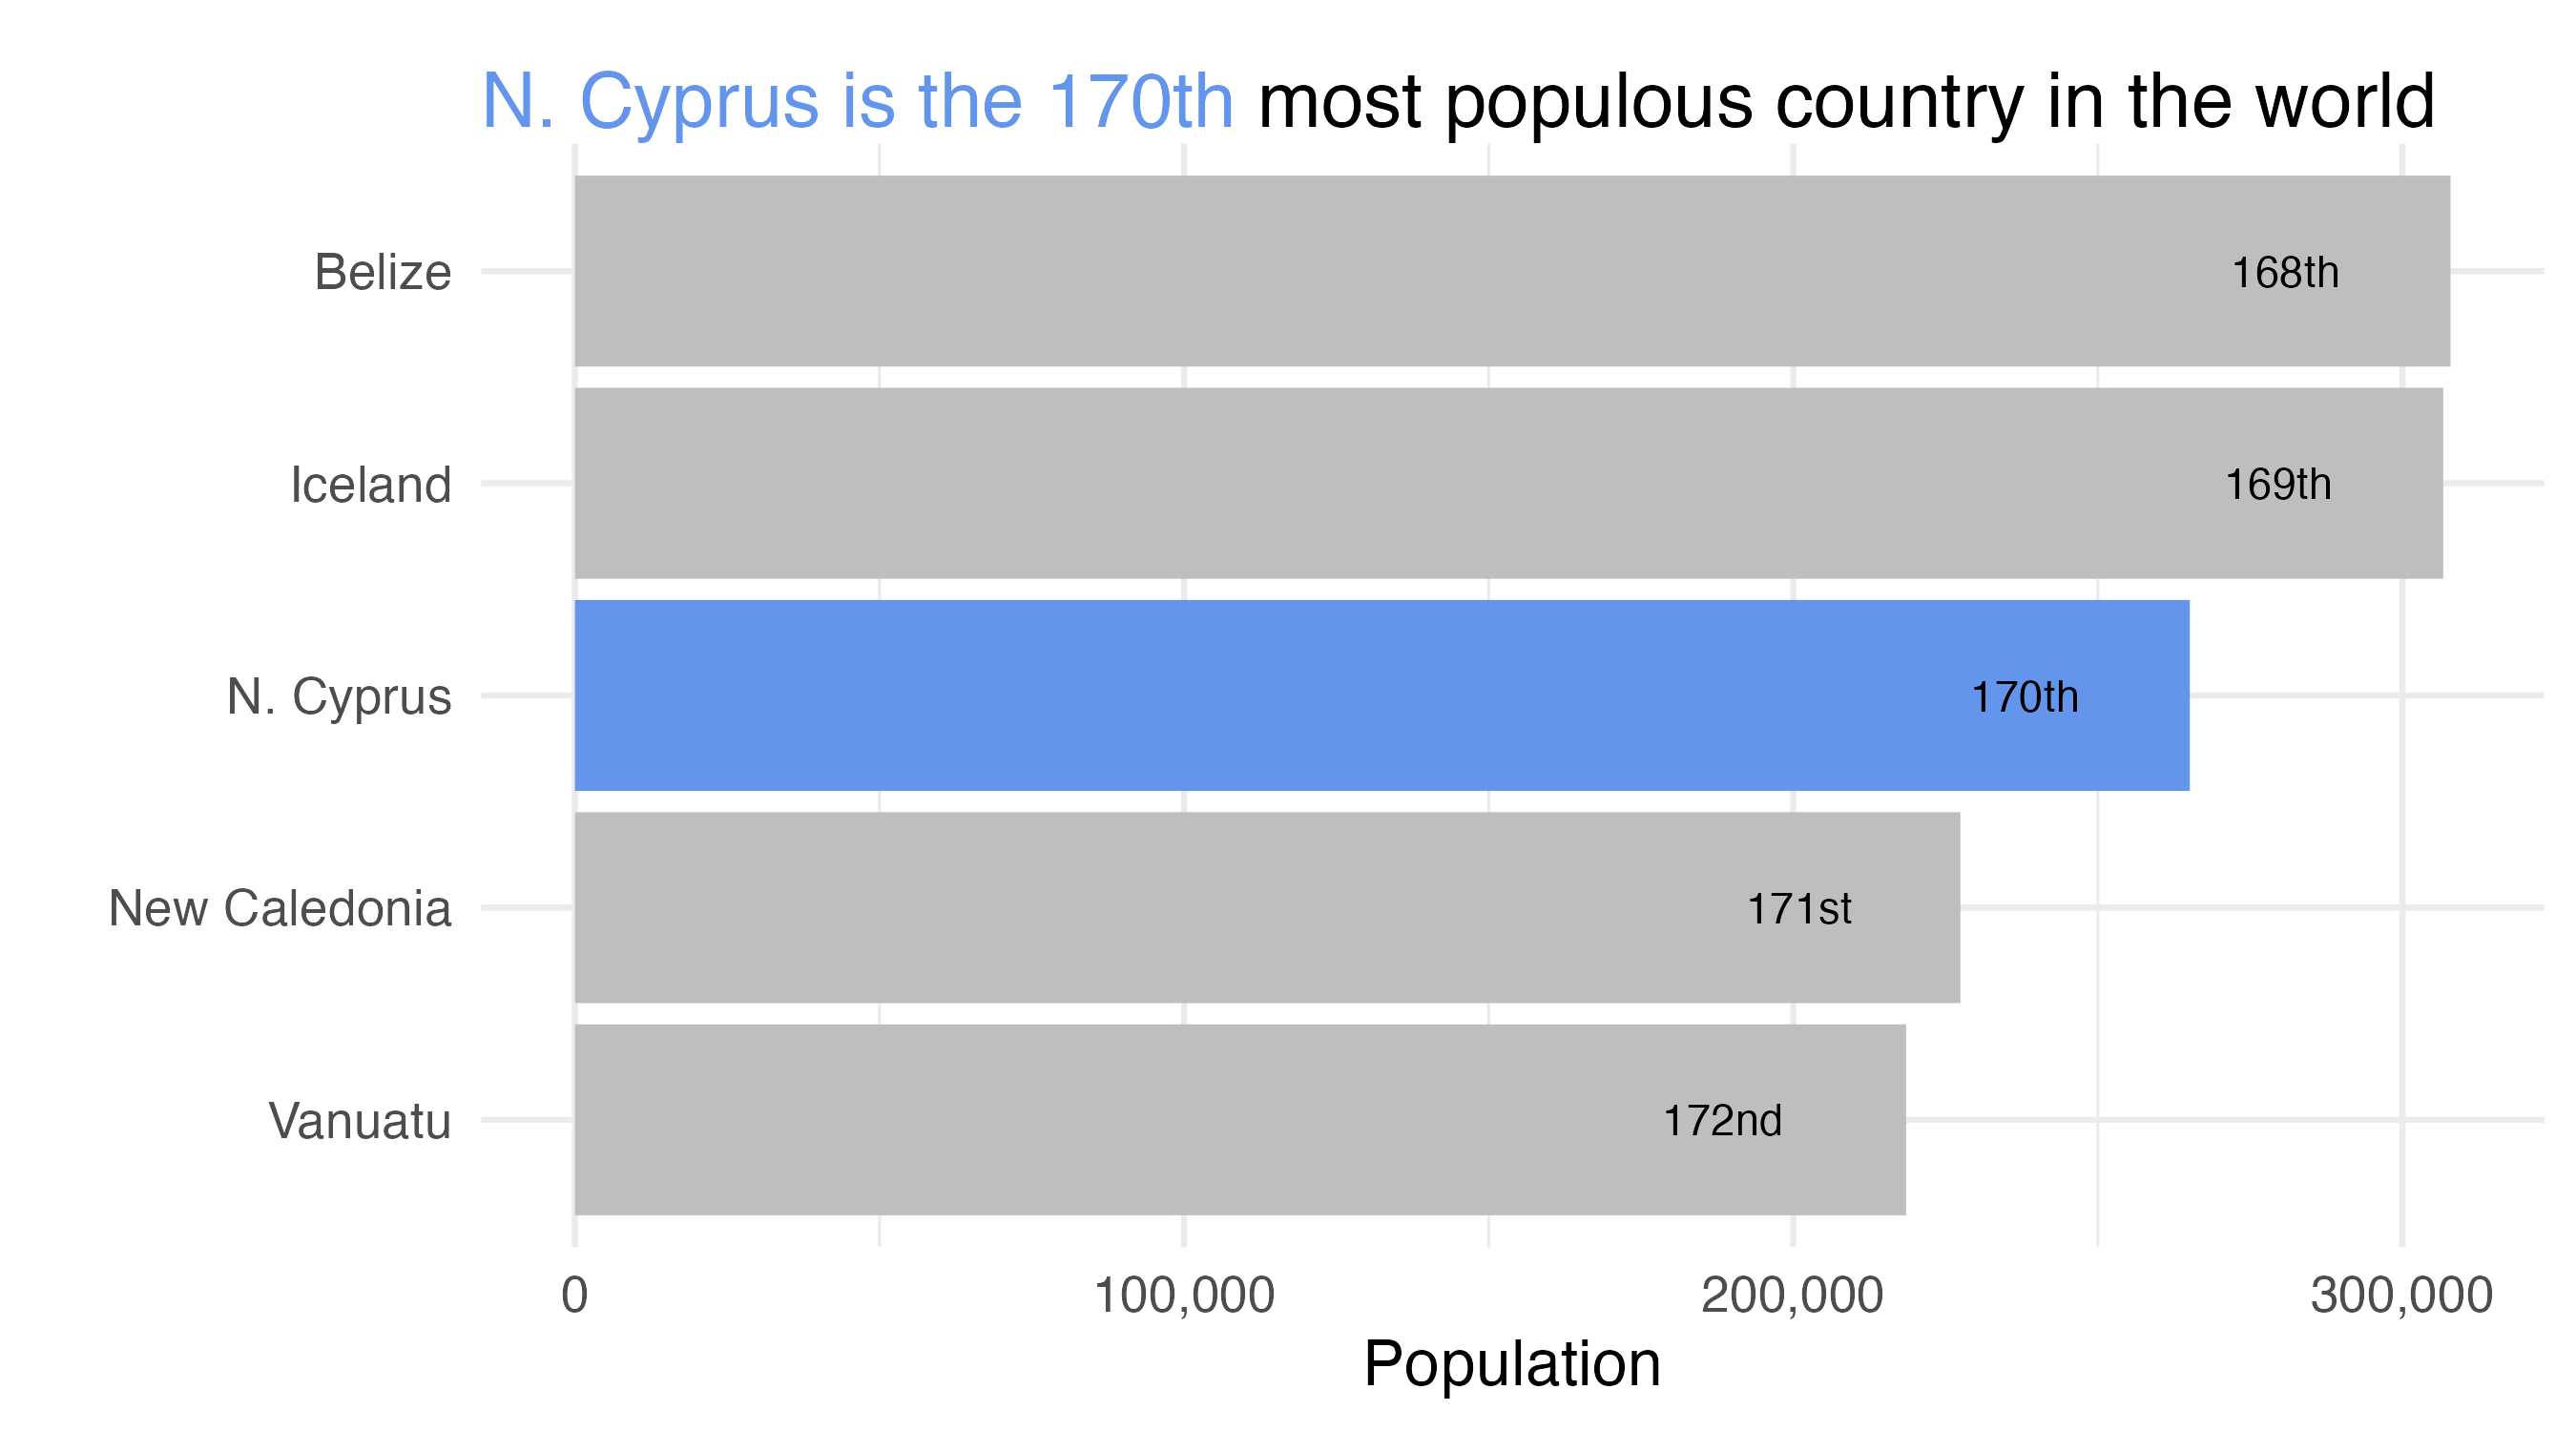 N. Cyprus is the 170th most populous country in the world
Belize
168th
Iceland
169th
N. Cyprus
170th
New Caledonia
171st
Vanuatu
172nd
0
100,000
200,000
300,000
Population